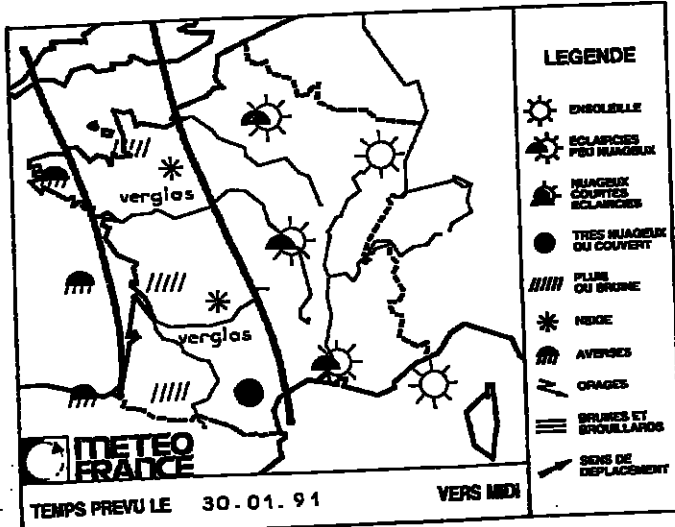 verglas
verglas
METEO
FRANCE
TEMPS PREVU LE 30.01.91 VERS MIDI
LEGENDE
ENSOLEILLE
ECLAIRCIES
PEU NUAGEUX
NUAGEUX
COURTES
ECLAIRCIES
TRES NUAGEUX
OU COUVERT
PLUIE
OU BRUINE
NEIGE
AVERSES
ORAGES
BRUMES ET
BROUILLARDS
SENS DE
DEPLACEMENT